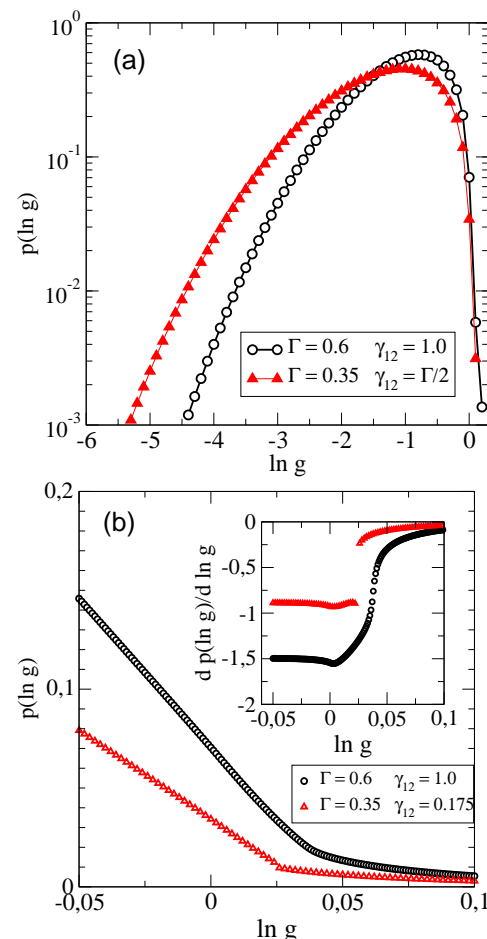 (a)
10^0
10^-1
10^-2
10^-3
p(ln g)
Γ = 0.6 γ12 = 1.0
Γ = 0.35 γ12 = Γ/2
-6 -5 -4 -3 -2 -1 0
ln g
(b)
0,2
0,1
0
p(ln g)
0
-0,5
-1
-1,5
-2
d p(ln g)/d ln g
-0,05 0 0,05 0,1
ln g
Γ = 0.6 γ12 = 1.0
Γ = 0.35 γ12 = 0.175
-0,05 0 0,05 0,1
ln g